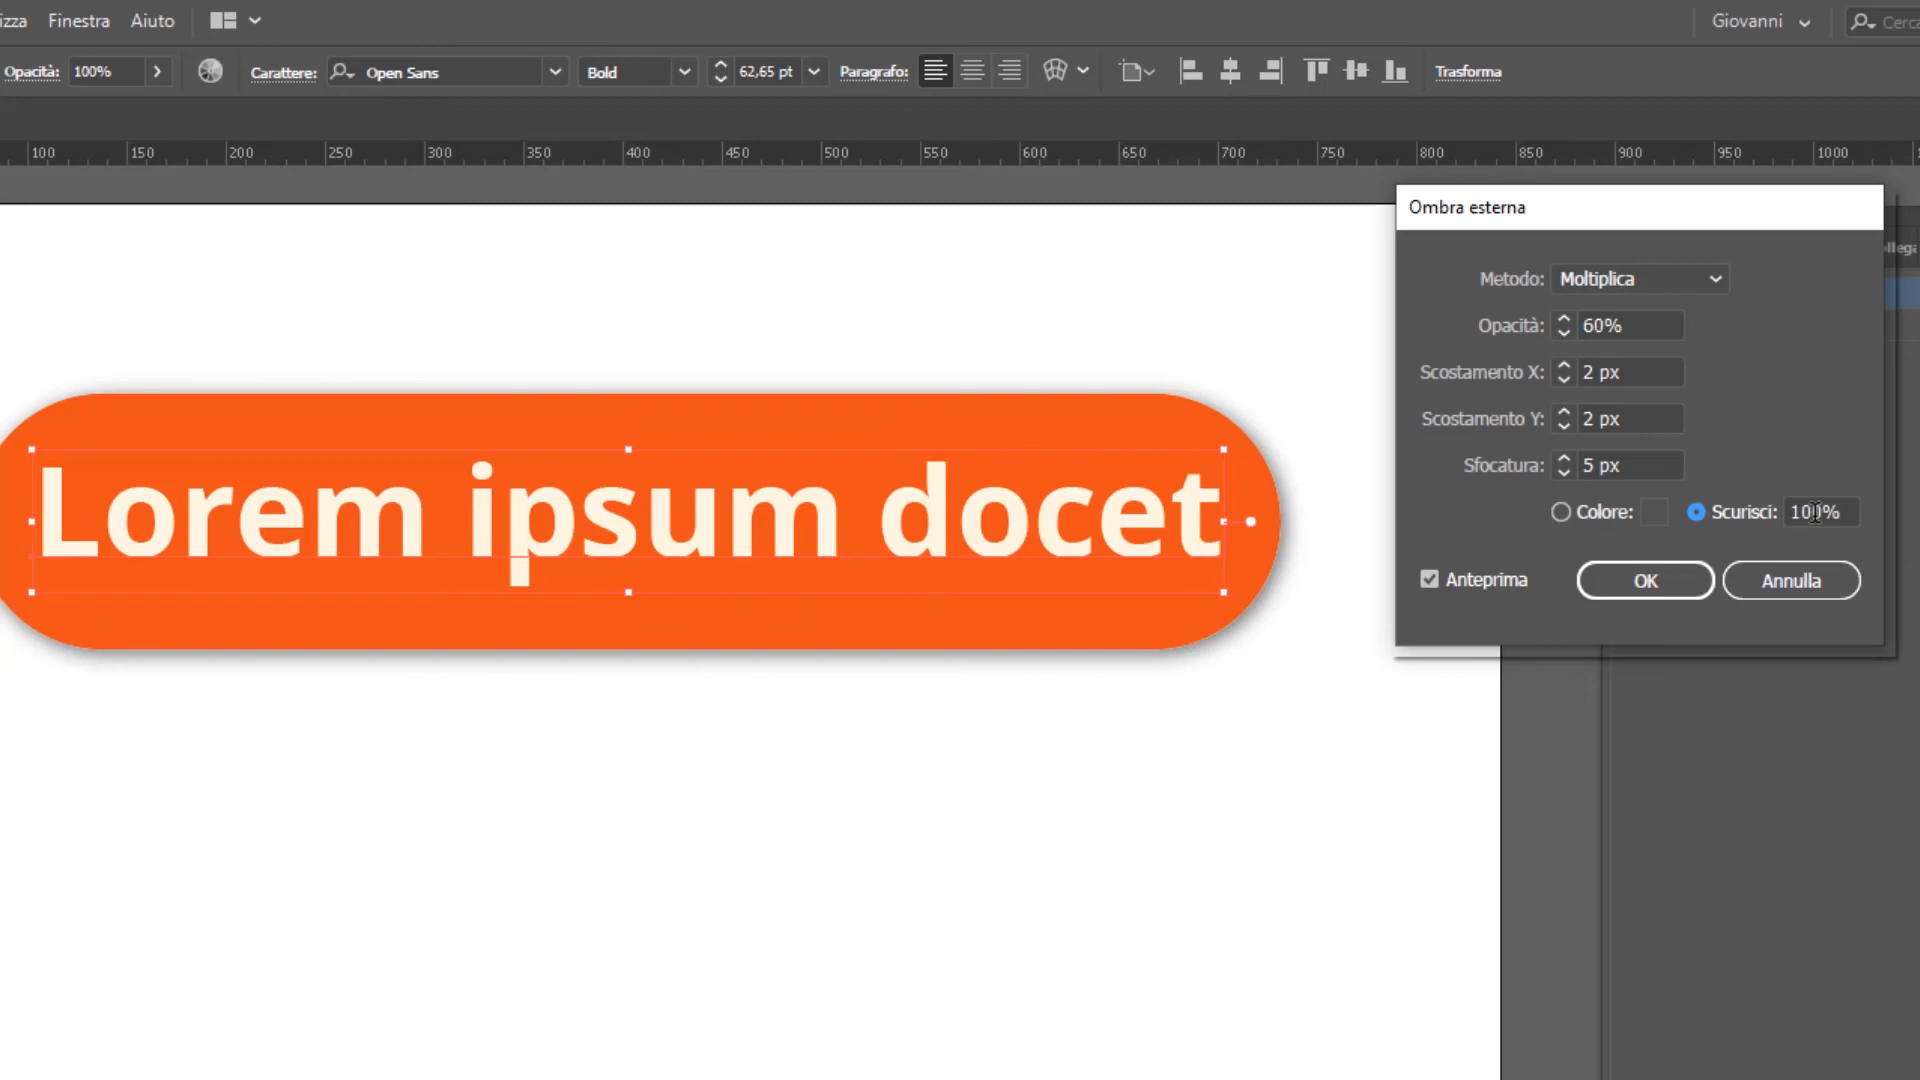 izza Finestra Aiuto Giovanni Cerca
Opacità: 100% Carattere: Open Sans Bold 62,65 pt Paragrafo: Trasforma
100 150 200 250 300 350 400 450 500 550 600 650 700 750 800 850 900 950 1000
Ombra esterna
llega
Metodo: Moltiplica
Opacità: 60%
Scostamento X: 2 px
Scostamento Y: 2 px
Sfocatura: 5 px
Colore: Scurisci: 100%
Anteprima OK Annulla
Lorem ipsum docet